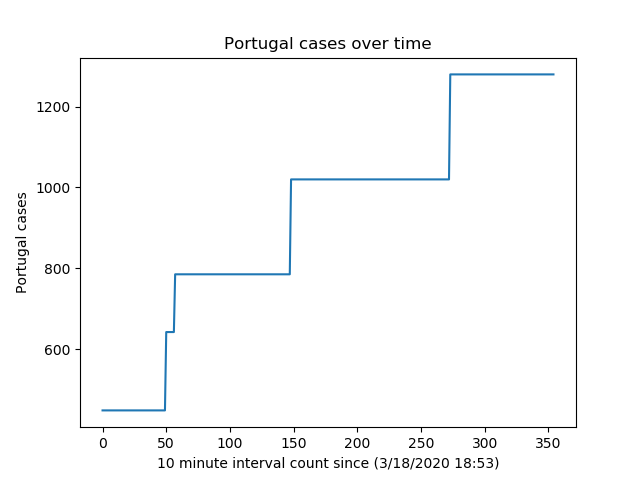 Portugal cases over time
1200
1000
800
600
Portugal cases
0 50 100 150 200 250 300 350
10 minute interval count since (3/18/2020 18:53)